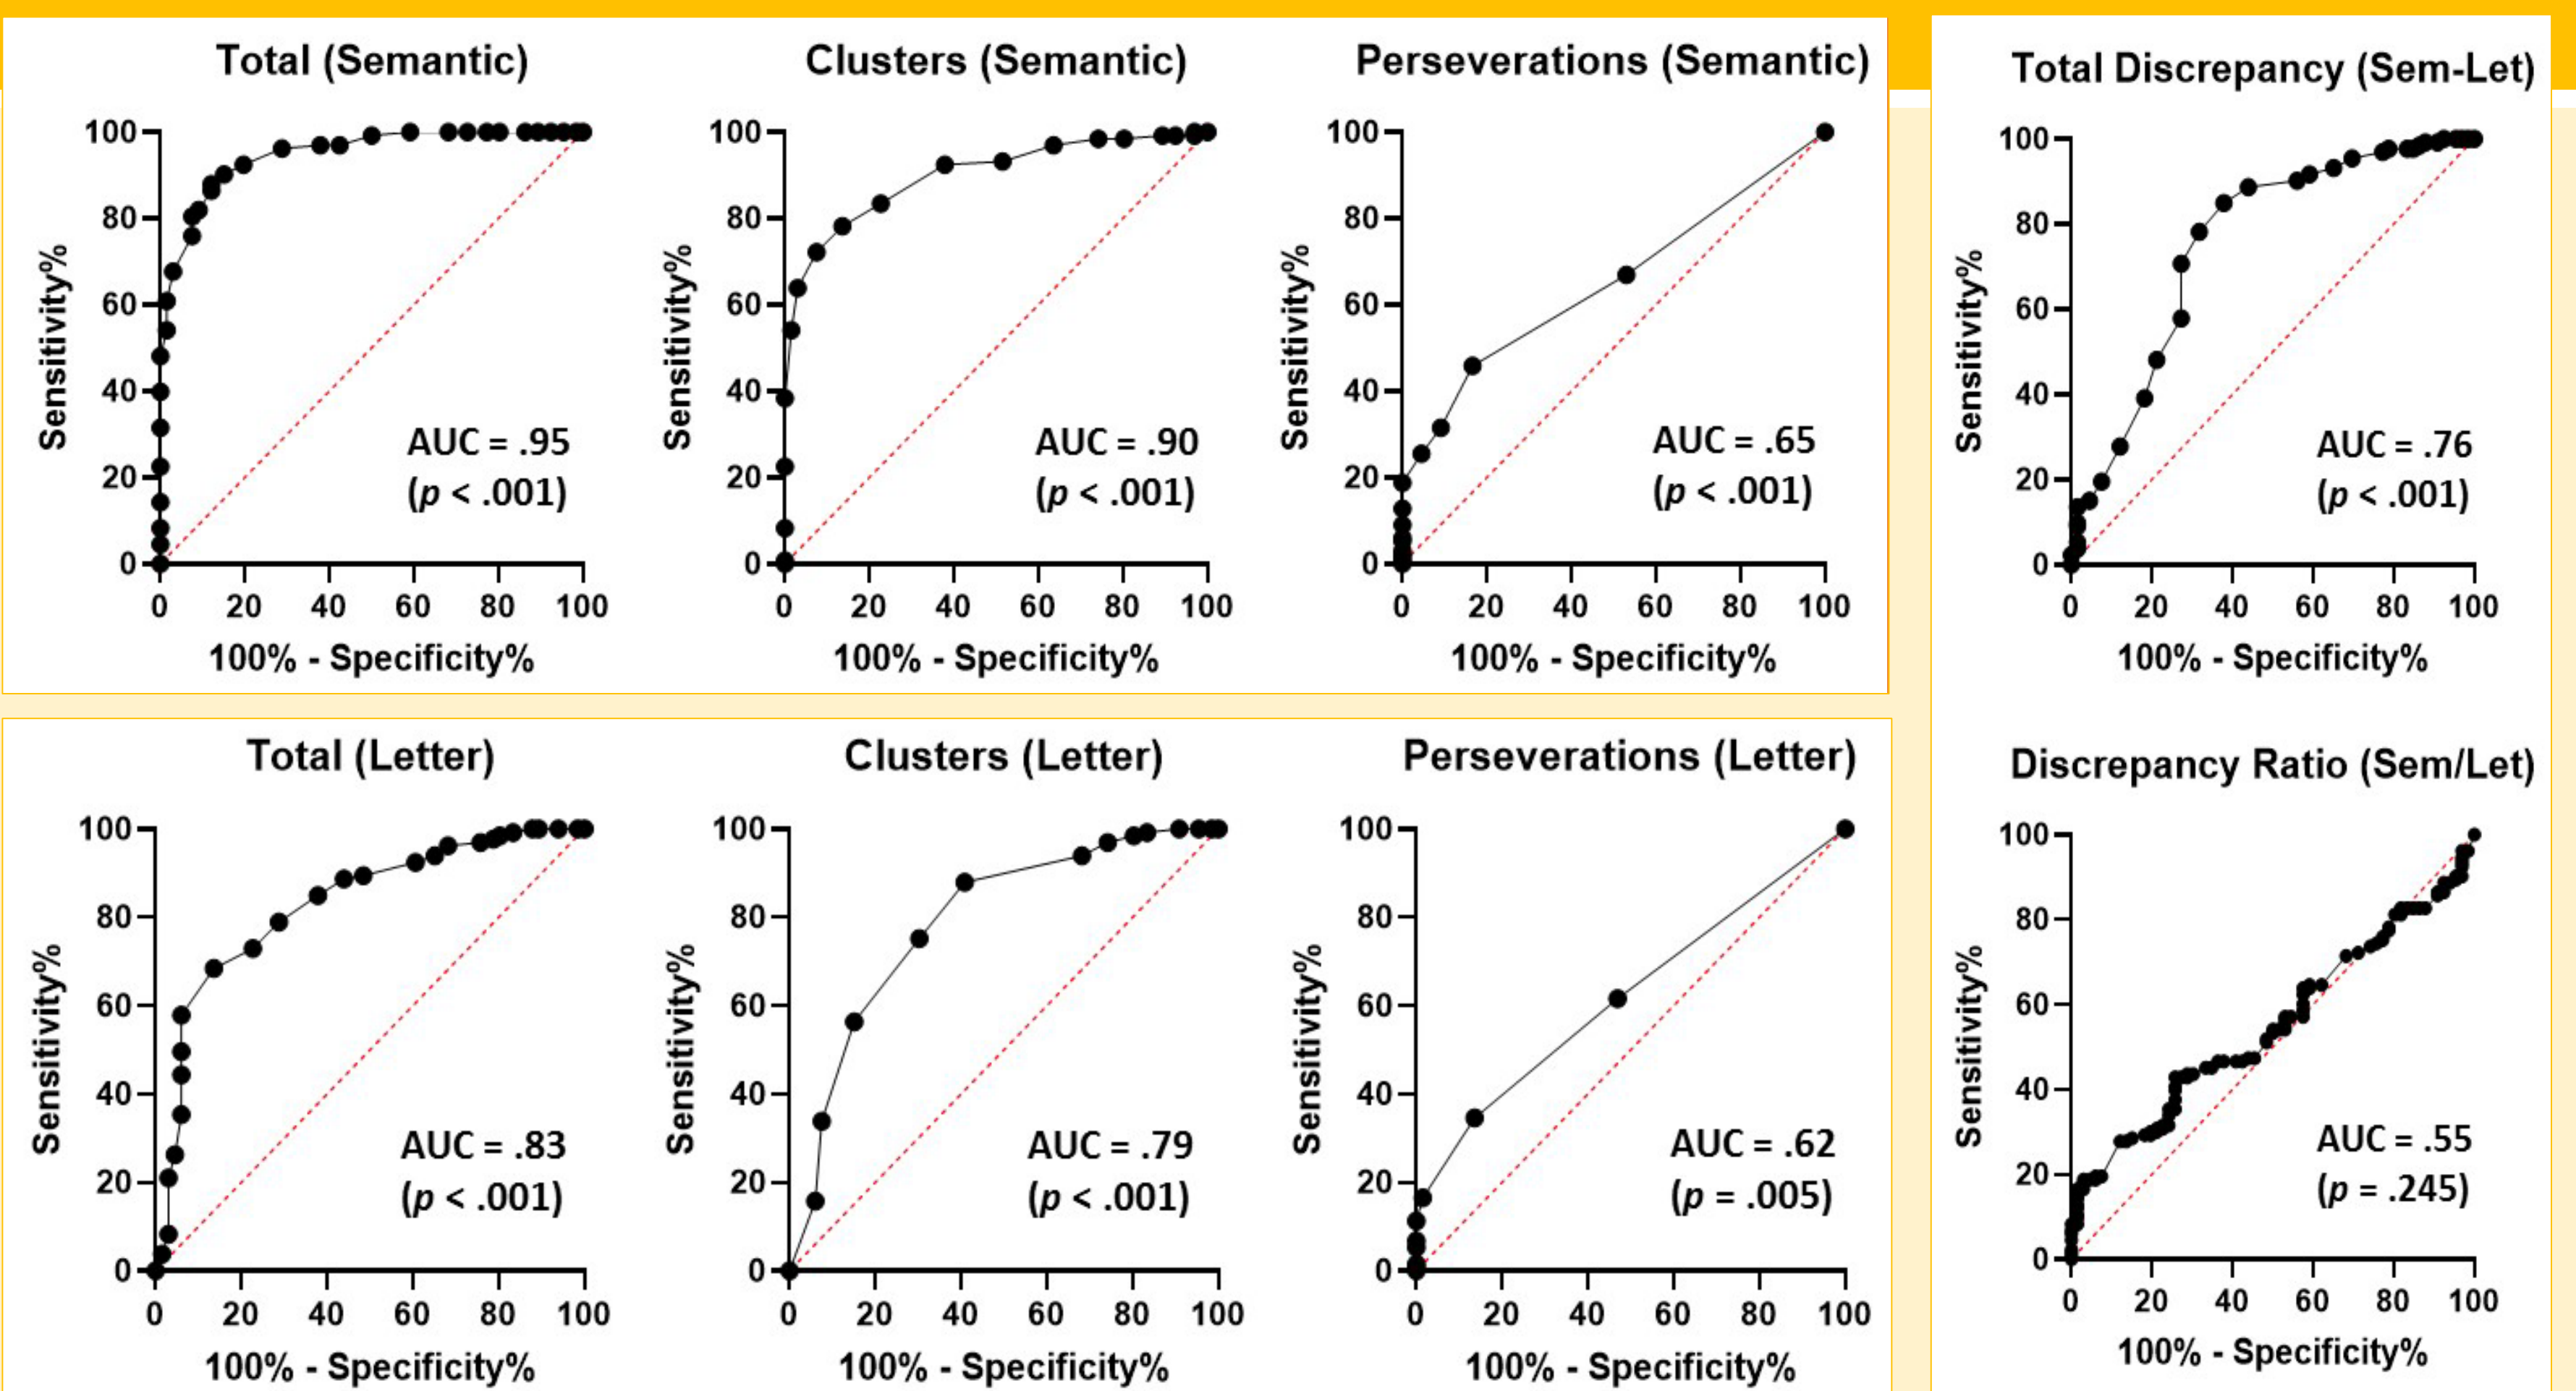 Total (Semantic)
100
80
60
40
20
0
Sensitivity%
AUC = .95
(p < .001)
0 20 40 60 80 100
100% - Specificity%
Clusters (Semantic)
100
80
60
40
20
0
Sensitivity%
AUC = .90
(p < .001)
0 20 40 60 80 100
100% - Specificity%
Perseverations (Semantic)
100
80
60
40
20
0
Sensitivity%
AUC = .65
(p < .001)
0 20 40 60 80 100
100% - Specificity%
Total Discrepancy (Sem-Let)
100
80
60
40
20
0
Sensitivity%
AUC = .76
(p < .001)
0 20 40 60 80 100
100% - Specificity%
Total (Letter)
100
80
60
40
20
0
Sensitivity%
AUC = .83
(p < .001)
0 20 40 60 80 100
100% - Specificity%
Clusters (Letter)
100
80
60
40
20
0
Sensitivity%
AUC = .79
(p < .001)
0 20 40 60 80 100
100% - Specificity%
Perseverations (Letter)
100
80
60
40
20
0
Sensitivity%
AUC = .62
(p = .005)
0 20 40 60 80 100
100% - Specificity%
Discrepancy Ratio (Sem/Let)
100
80
60
40
20
0
Sensitivity%
AUC = .55
(p = .245)
0 20 40 60 80 100
100% - Specificity%